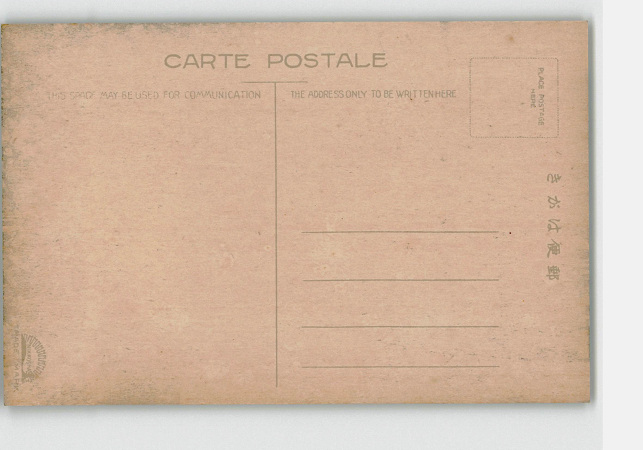 CARTE POSTALE
THIS SPACE MAY BE USED FOR COMMUNICATION
THE ADDRESS ONLY TO BE WRITTEN HERE
PLACE POSTAGE
HERE
きがは便郵